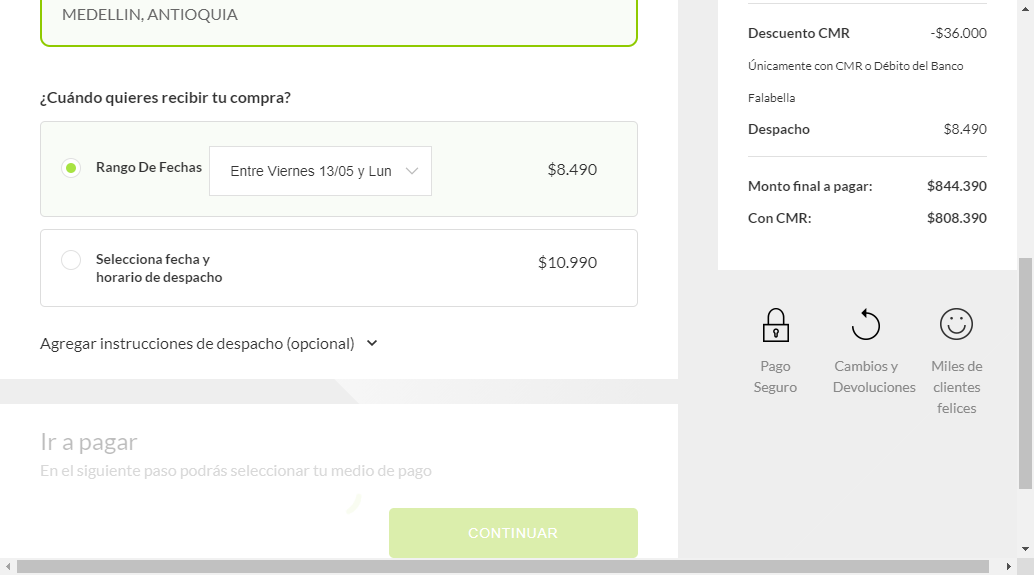 MEDELLIN, ANTIOQUIA
¿Cuándo quieres recibir tu compra?
Rango De Fechas
Entre Viernes 13/05 y Lun
$8.490
Selecciona fecha y
horario de despacho
$10.990
Agregar instrucciones de despacho (opcional)
Ir a pagar
En el siguiente paso podrás seleccionar tu medio de pago
CONTINUAR
Descuento CMR -$36.000
Únicamente con CMR o Débito del Banco
Falabella
Despacho $8.490
Monto final a pagar: $844.390
Con CMR: $808.390
Pago
Seguro
Cambios y
Devoluciones
Miles de
clientes
felices